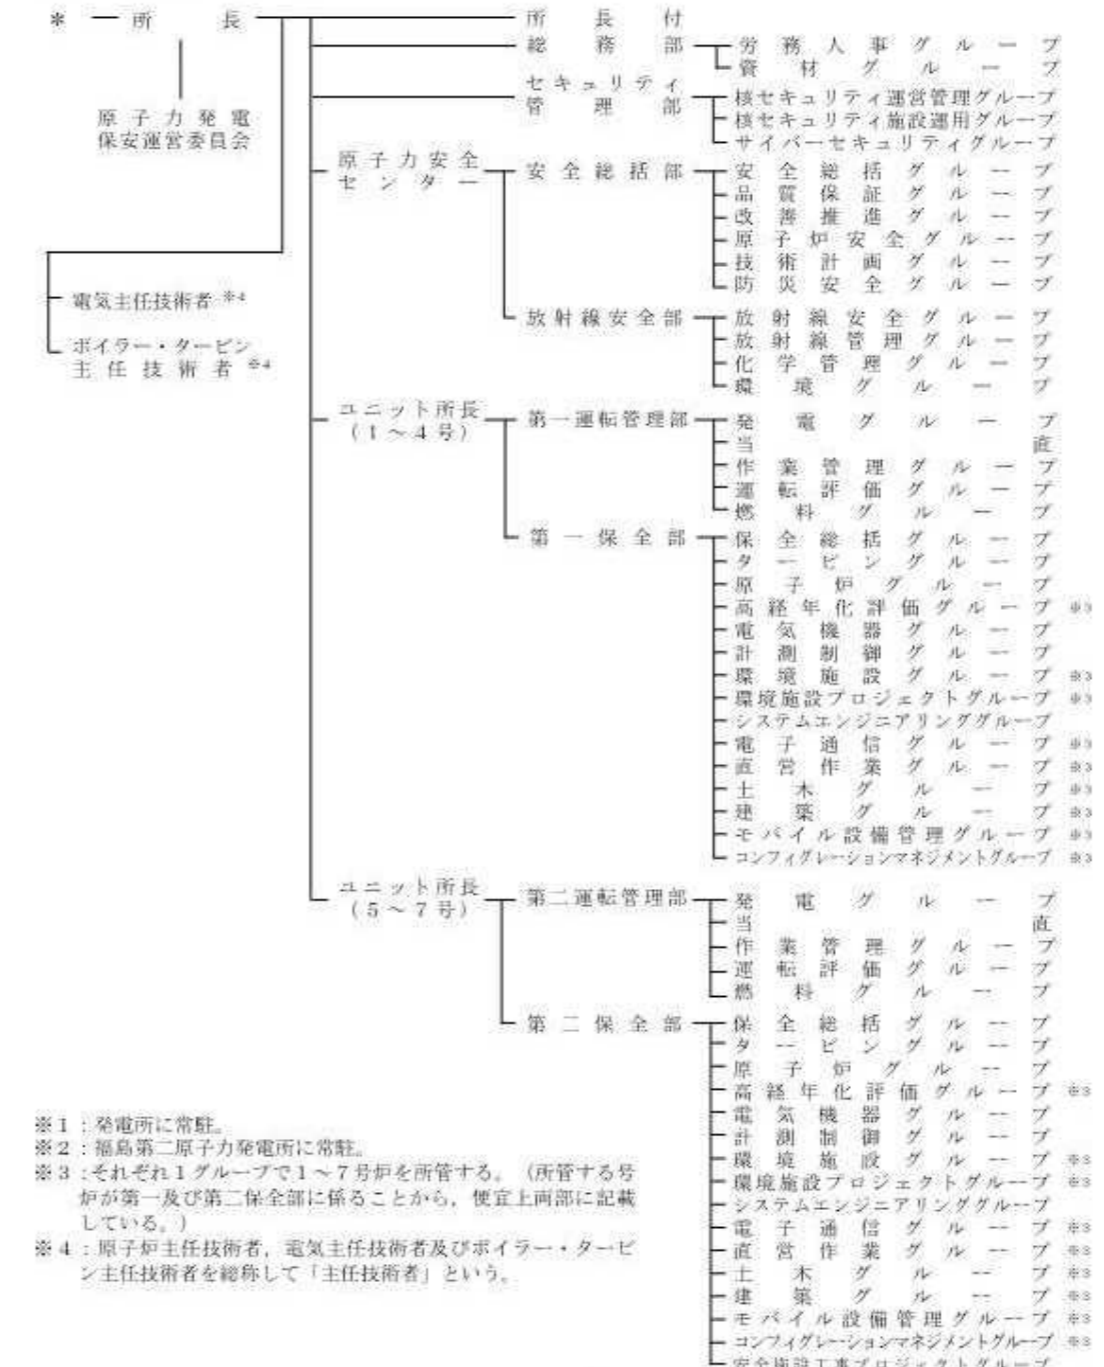 * 所長
原子力発電
保安運営委員会
電気主任技術者 ※4
ボイラー・タービン
主任技術者 ※4
所長付
総務部
労務人事グループ
資材グループ
セキュリティ
管理部
核セキュリティ運営管理グループ
核セキュリティ施設運用グループ
サイバーセキュリティグループ
原子力安全
センター
安全総括部
安全総括グループ
品質保証グループ
改善推進グループ
原子炉安全グループ
技術計画グループ
防災安全グループ
放射線安全部
放射線安全グループ
放射線管理グループ
化学管理グループ
環境グループ
ユニット所長
(1~4号)
第一運転管理部
発電グループ
当直
作業管理グループ
運転評価グループ
燃料グループ
第一保全部
保全総括グループ
タービングループ
原子炉グループ
高経年化評価グループ ※3
電気機器グループ
計測制御グループ
環境施設グループ ※3
環境施設プロジェクトグループ ※3
システムエンジニアリンググループ
電子通信グループ ※3
直営作業グループ ※3
土木グループ ※3
建築グループ ※3
モバイル設備管理グループ ※3
コンフィグレーションマネジメントグループ ※3
ユニット所長
(5~7号)
第二運転管理部
発電グループ
当直
作業管理グループ
運転評価グループ
燃料グループ
第二保全部
保全総括グループ
タービングループ
原子炉グループ
高経年化評価グループ ※3
電気機器グループ
計測制御グループ
環境施設グループ ※3
環境施設プロジェクトグループ ※3
システムエンジニアリンググループ
電子通信グループ ※3
直営作業グループ ※3
土木グループ ※3
建築グループ ※3
モバイル設備管理グループ ※3
コンフィグレーションマネジメントグループ ※3
安全施設工事プロジェクトグループ
※1:発電所に常駐。
※2:福島第二原子力発電所に常駐。
※3:それぞれ1グループで1~7号炉を所管する。(所管する号
炉が第一及び第二保全部に係ることから,便宜上両部に記載
している。)
※4:原子炉主任技術者,電気主任技術者及びボイラー・タービ
ン主任技術者を総称して「主任技術者」という。